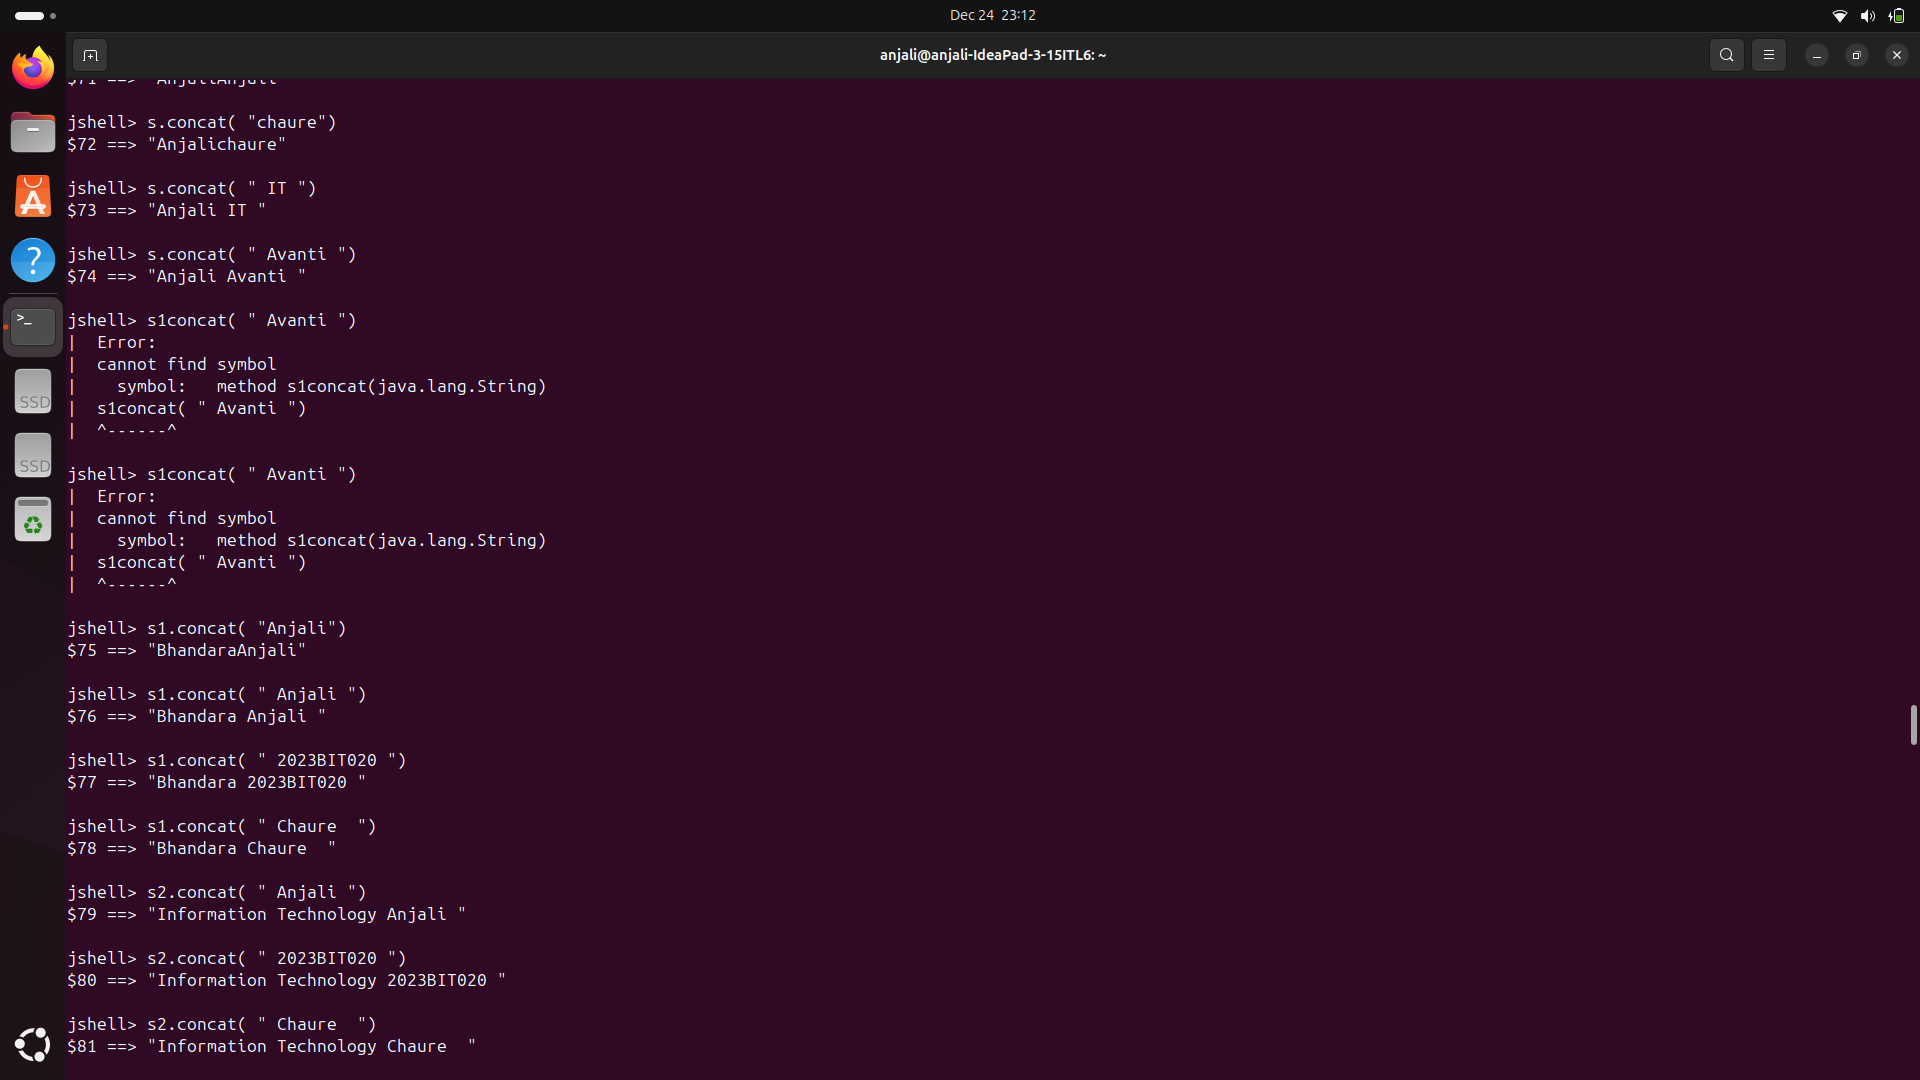 Dec 24 23:12
anjali@anjali-IdeaPad-3-15ITL6: ~
$71 ==> "AnjaliAnjali"
jshell> s.concat( "chaure")
$72 ==> "Anjalichaure"
jshell> s.concat( " IT ")
$73 ==> "Anjali IT "
jshell> s.concat( " Avanti ")
$74 ==> "Anjali Avanti "
jshell> s1concat( " Avanti ")
|  Error:
|  cannot find symbol
|    symbol:   method s1concat(java.lang.String)
|  s1concat( " Avanti ")
|  ^------^
jshell> s1concat( " Avanti ")
|  Error:
|  cannot find symbol
|    symbol:   method s1concat(java.lang.String)
|  s1concat( " Avanti ")
|  ^------^
jshell> s1.concat( "Anjali")
$75 ==> "BhandaraAnjali"
jshell> s1.concat( " Anjali ")
$76 ==> "Bhandara Anjali "
jshell> s1.concat( " 2023BIT020 ")
$77 ==> "Bhandara 2023BIT020 "
jshell> s1.concat( " Chaure  ")
$78 ==> "Bhandara Chaure  "
jshell> s2.concat( " Anjali ")
$79 ==> "Information Technology Anjali "
jshell> s2.concat( " 2023BIT020 ")
$80 ==> "Information Technology 2023BIT020 "
jshell> s2.concat( " Chaure  ")
$81 ==> "Information Technology Chaure  "
>_
SSD
SSD